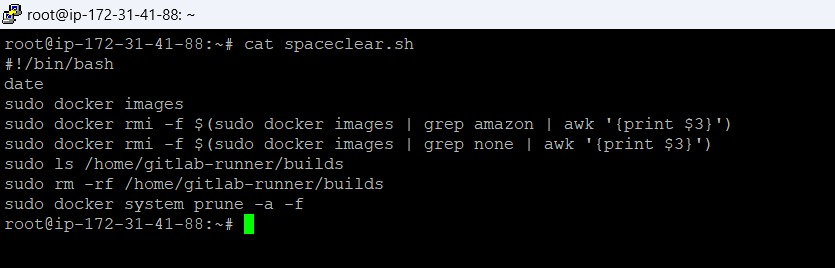 root@ip-172-31-41-88: ~
root@ip-172-31-41-88:~# cat spaceclear.sh
#!/bin/bash
date
sudo docker images
sudo docker rmi -f $(sudo docker images | grep amazon | awk '{print $3}')
sudo docker rmi -f $(sudo docker images | grep none | awk '{print $3}')
sudo ls /home/gitlab-runner/builds
sudo rm -rf /home/gitlab-runner/builds
sudo docker system prune -a -f
root@ip-172-31-41-88:~#